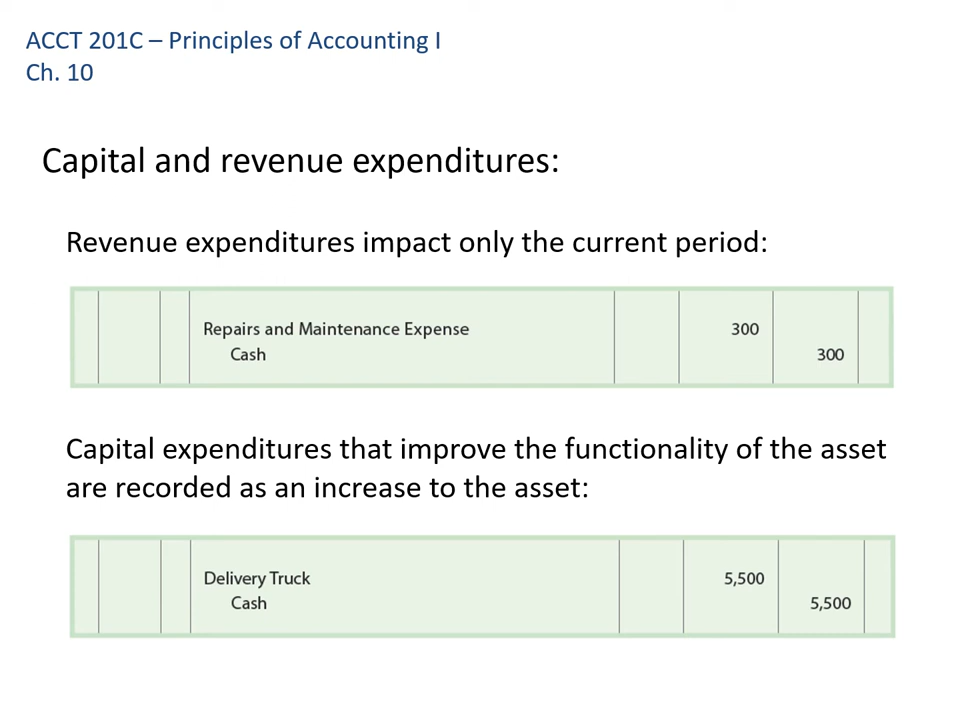 ACCT 201C – Principles of Accounting I
Ch. 10
Capital and revenue expenditures:
Revenue expenditures impact only the current period:
Repairs and Maintenance Expense 300
Cash 300
Capital expenditures that improve the functionality of the asset
are recorded as an increase to the asset:
Delivery Truck 5,500
Cash 5,500